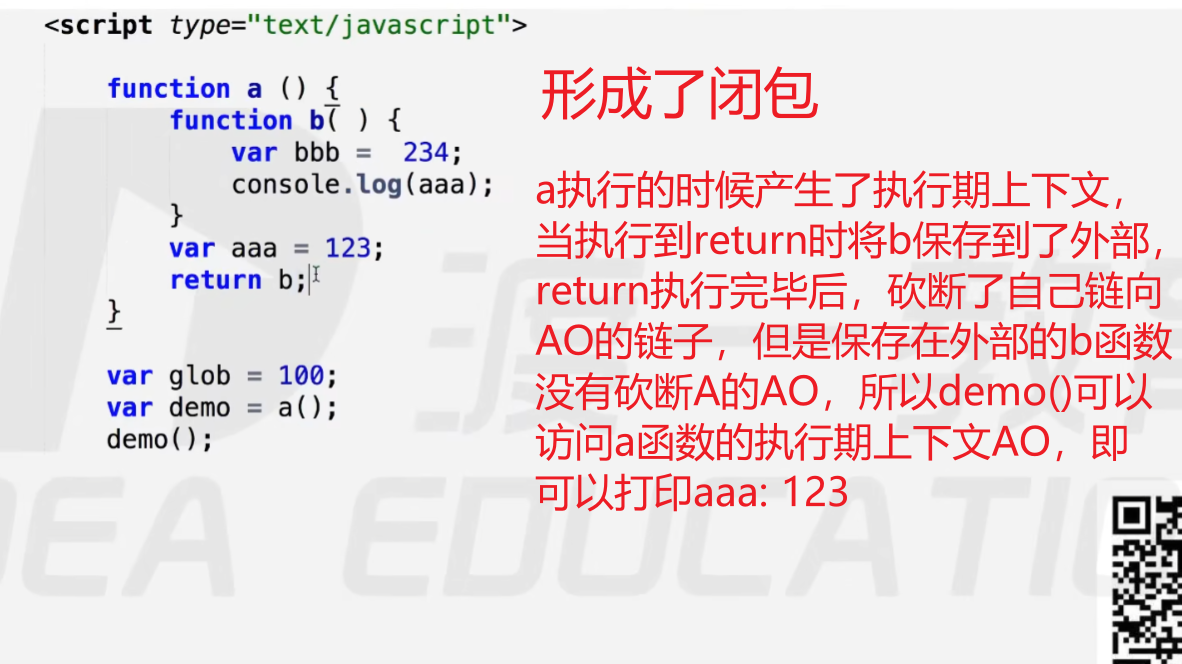 <script type="text/javascript">
function a () {
function b( ) {
var bbb =  234;
console.log(aaa);
}
var aaa = 123;
return b;
}
var glob = 100;
var demo = a();
demo();
形成了闭包
a执行的时候产生了执行期上下文，
当执行到return时将b保存到了外部，
return执行完毕后，砍断了自己链向
AO的链子，但是保存在外部的b函数
没有砍断A的AO，所以demo()可以
访问a函数的执行期上下文AO，即
可以打印aaa: 123